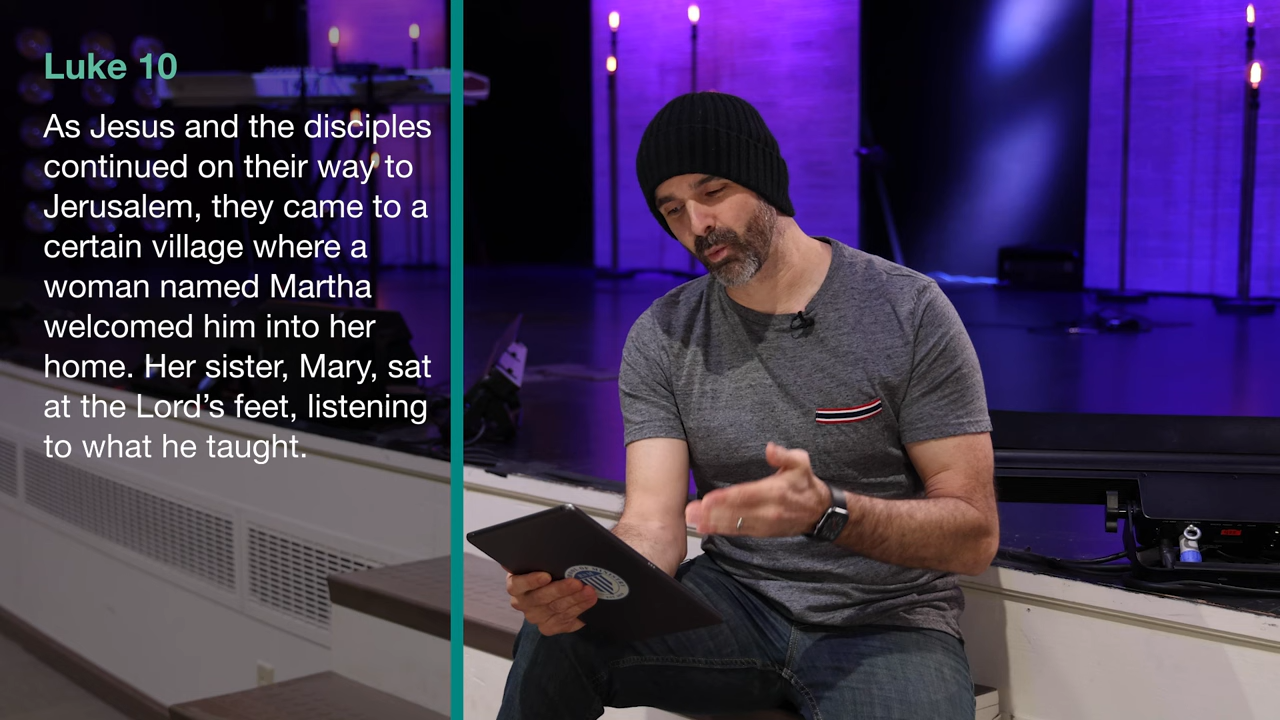 Luke 10
As Jesus and the disciples
continued on their way to
Jerusalem, they came to a
certain village where a
woman named Martha
welcomed him into her
home. Her sister, Mary, sat
at the Lord’s feet, listening
to what he taught.